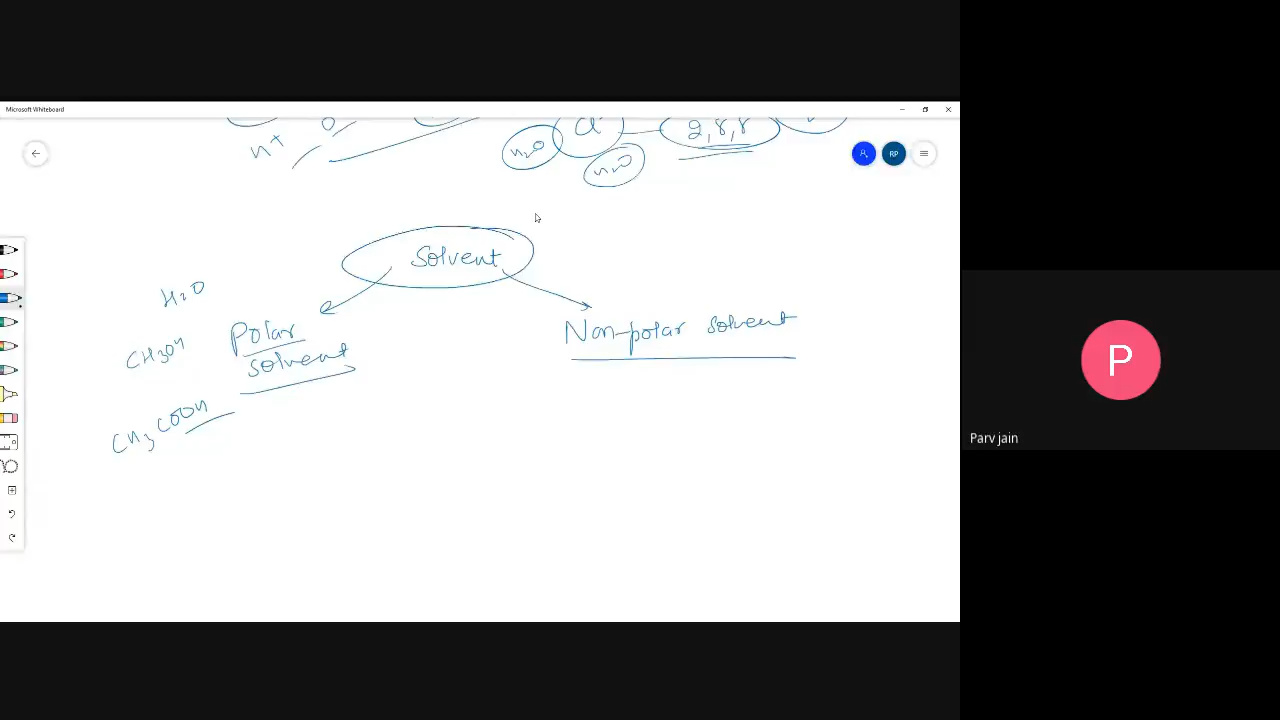 Microsoft Whiteboard
H+
Cl
2,8,8
H2O
H2O
RP
Solvent
H2O
Polar
solvent
Non-polar solvent
CH3OH
CH3COOH
P
Parv jain